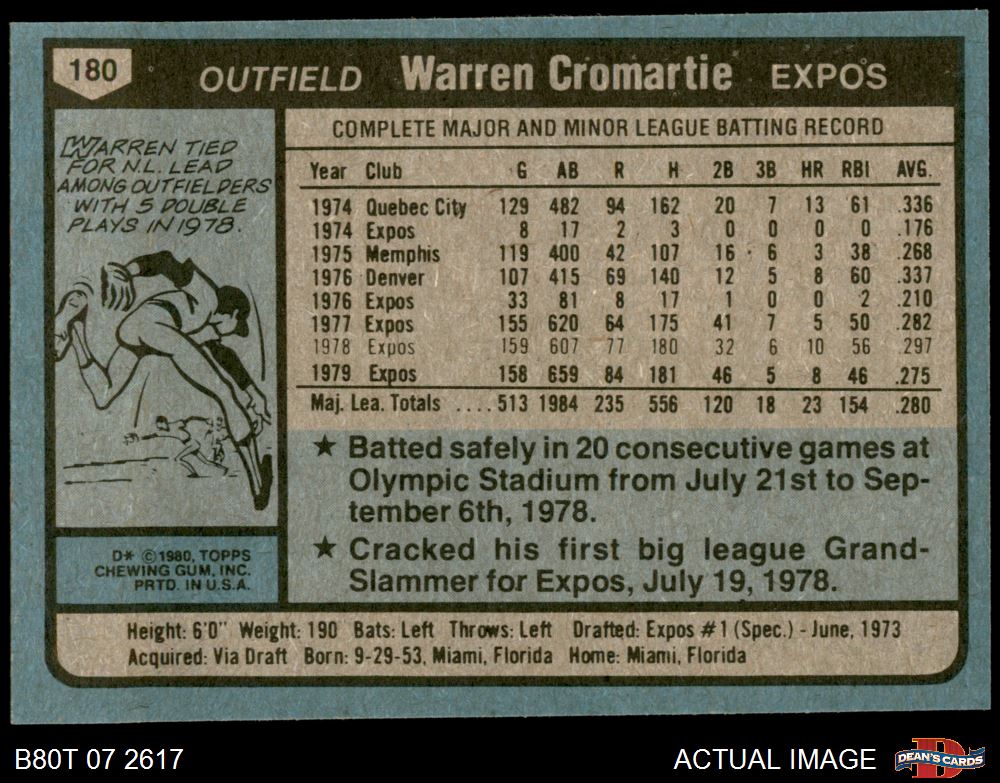 180 OUTFIELD Warren Cromartie EXPOS
WARREN TIED
FOR N.L. LEAD
AMONG OUTFIELDERS
WITH 5 DOUBLE
PLAYS IN 1978.
D* ©1980, TOPPS
CHEWING GUM, INC.
PRTD. IN U.S.A.
COMPLETE MAJOR AND MINOR LEAGUE BATTING RECORD
Year Club G AB R H 2B 3B HR RBI AVG.
1974 Quebec City 129 482 94 162 20 7 13 61 .336
1974 Expos 8 17 2 3 0 0 0 0 .176
1975 Memphis 119 400 42 107 16 6 3 38 .268
1976 Denver 107 415 69 140 12 5 8 60 .337
1976 Expos 33 81 8 17 1 0 0 2 .210
1977 Expos 155 620 64 175 41 7 5 50 .282
1978 Expos 159 607 77 180 32 6 10 56 .297
1979 Expos 158 659 84 181 46 5 8 46 .275
Maj. Lea. Totals ....513 1984 235 556 120 18 23 154 .280
★ Batted safely in 20 consecutive games at
Olympic Stadium from July 21st to Sep-
tember 6th, 1978.
★ Cracked his first big league Grand-
Slammer for Expos, July 19, 1978.
Height: 6'0" Weight: 190 Bats: Left Throws: Left Drafted: Expos #1 (Spec.) - June, 1973
Acquired: Via Draft Born: 9-29-53, Miami, Florida Home: Miami, Florida
B80T 07 2617 ACTUAL IMAGE D DEAN'S CARDS